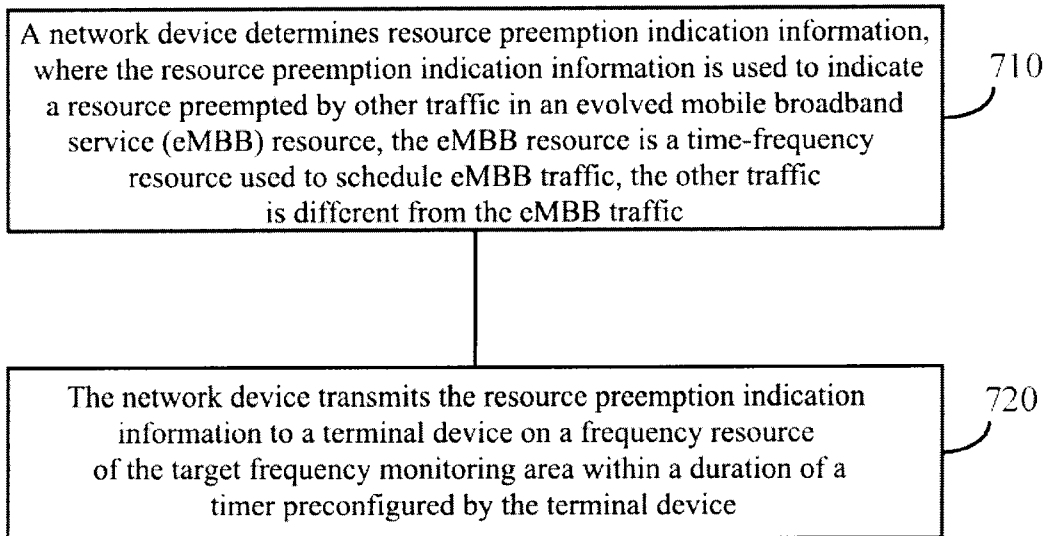 A network device determines resource preemption indication information,
where the resource preemption indication information is used to indicate
a resource preempted by other traffic in an evolved mobile broadband
service (eMBB) resource, the eMBB resource is a time-frequency
resource used to schedule eMBB traffic, the other traffic
is different from the eMBB traffic
710
The network device transmits the resource preemption indication
information to a terminal device on a frequency resource
of the target frequency monitoring area within a duration of a
timer preconfigured by the terminal device
720